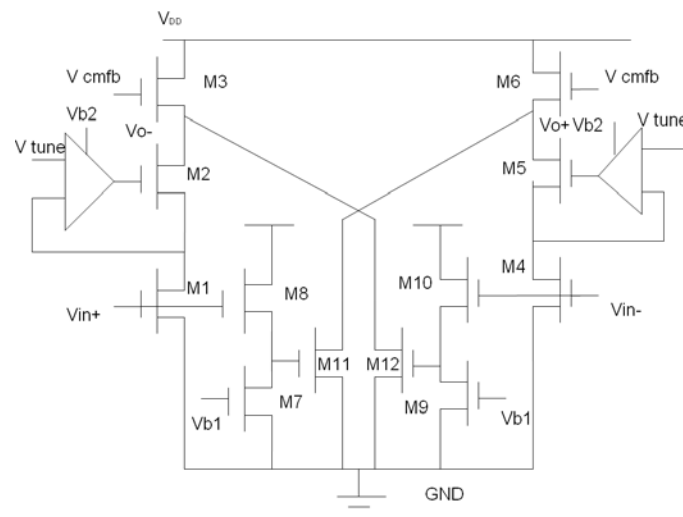 VDD
V cmfb
M3
M6
V cmfb
Vb2
Vo-
Vo+
Vb2
V tune
V tune
M2
M5
M1
M8
M10
M4
Vin+
Vin-
M11
M12
M7
M9
Vb1
Vb1
GND